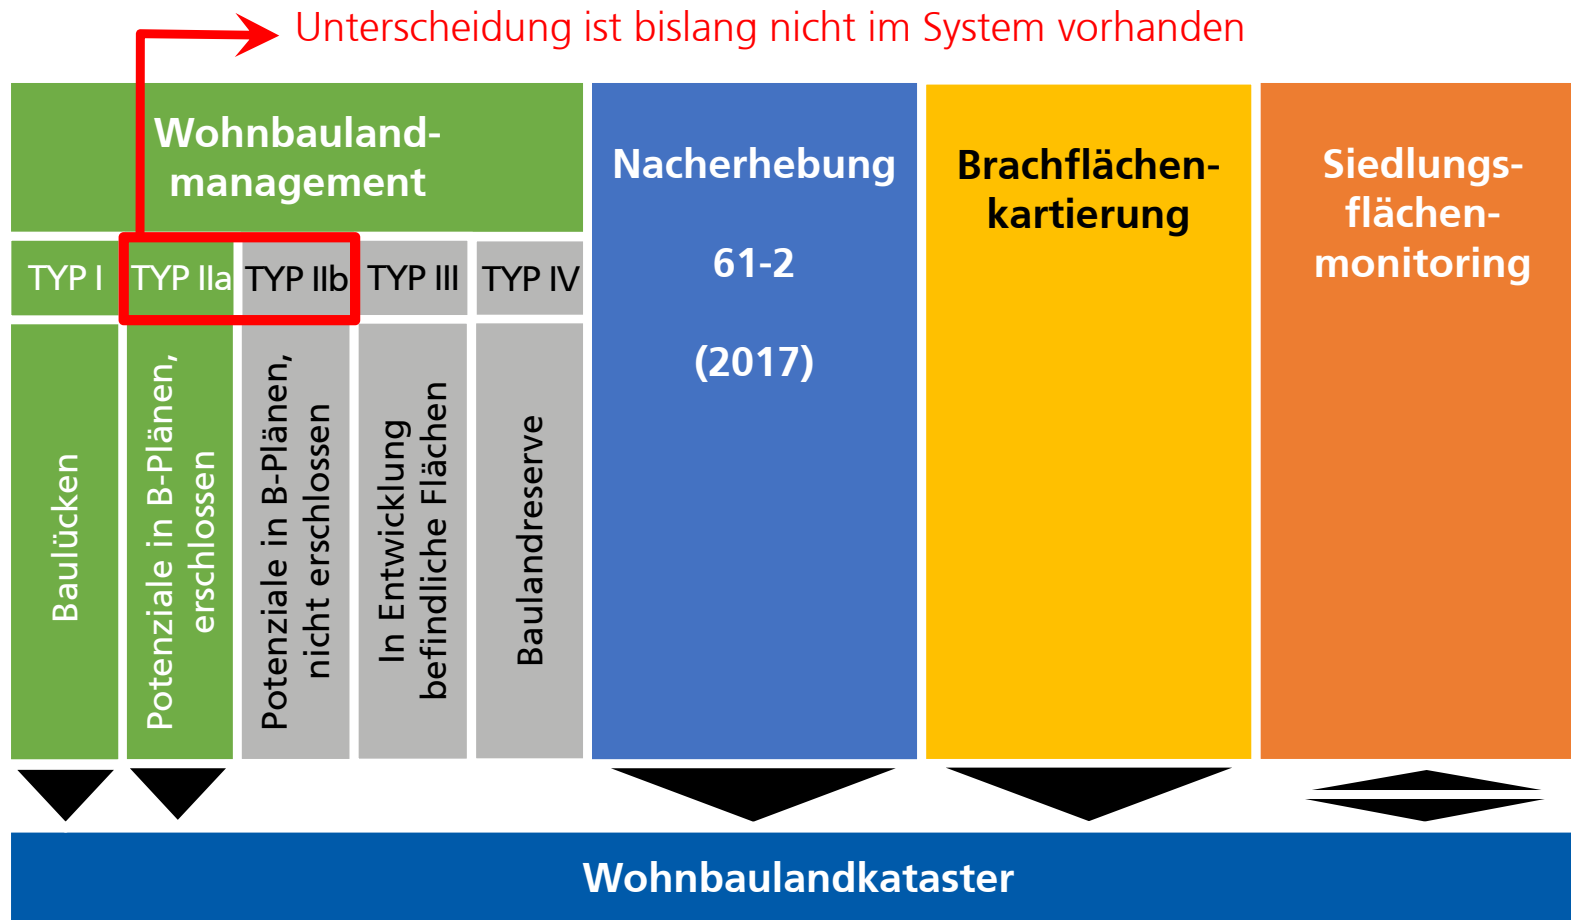 Unterscheidung ist bislang nicht im System vorhanden
Wohnbauland-
management
TYP I
TYP IIa
TYP IIb
TYP III
TYP IV
Baulücken
Potenziale in B-Plänen,
erschlossen
Potenziale in B-Plänen,
nicht erschlossen
In Entwicklung
befindliche Flächen
Baulandreserve
Nacherhebung
61-2
(2017)
Brachflächen-
kartierung
Siedlungs-
flächen-
monitoring
Wohnbaulandkataster